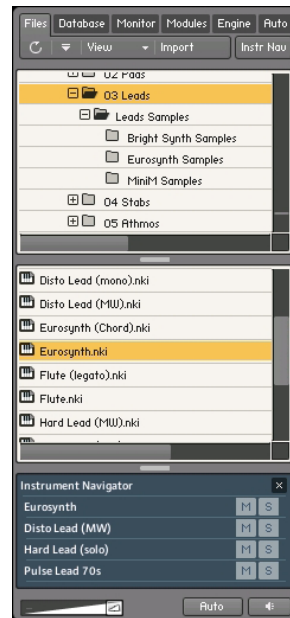 Files Database Monitor Modules Engine Auto
View Import Instr Nav
02 Pads
03 Leads
Leads Samples
Bright Synth Samples
Eurosynth Samples
MiniM Samples
04 Stabs
05 Athmos
Disto Lead (mono).nki
Disto Lead (MW).nki
Eurosynth (Chord).nki
Eurosynth.nki
Flute (legato).nki
Flute.nki
Hard Lead (MW).nki
Instrument Navigator ×
Eurosynth M S
Disto Lead (MW) M S
Hard Lead (solo) M S
Pulse Lead 70s M S
Auto